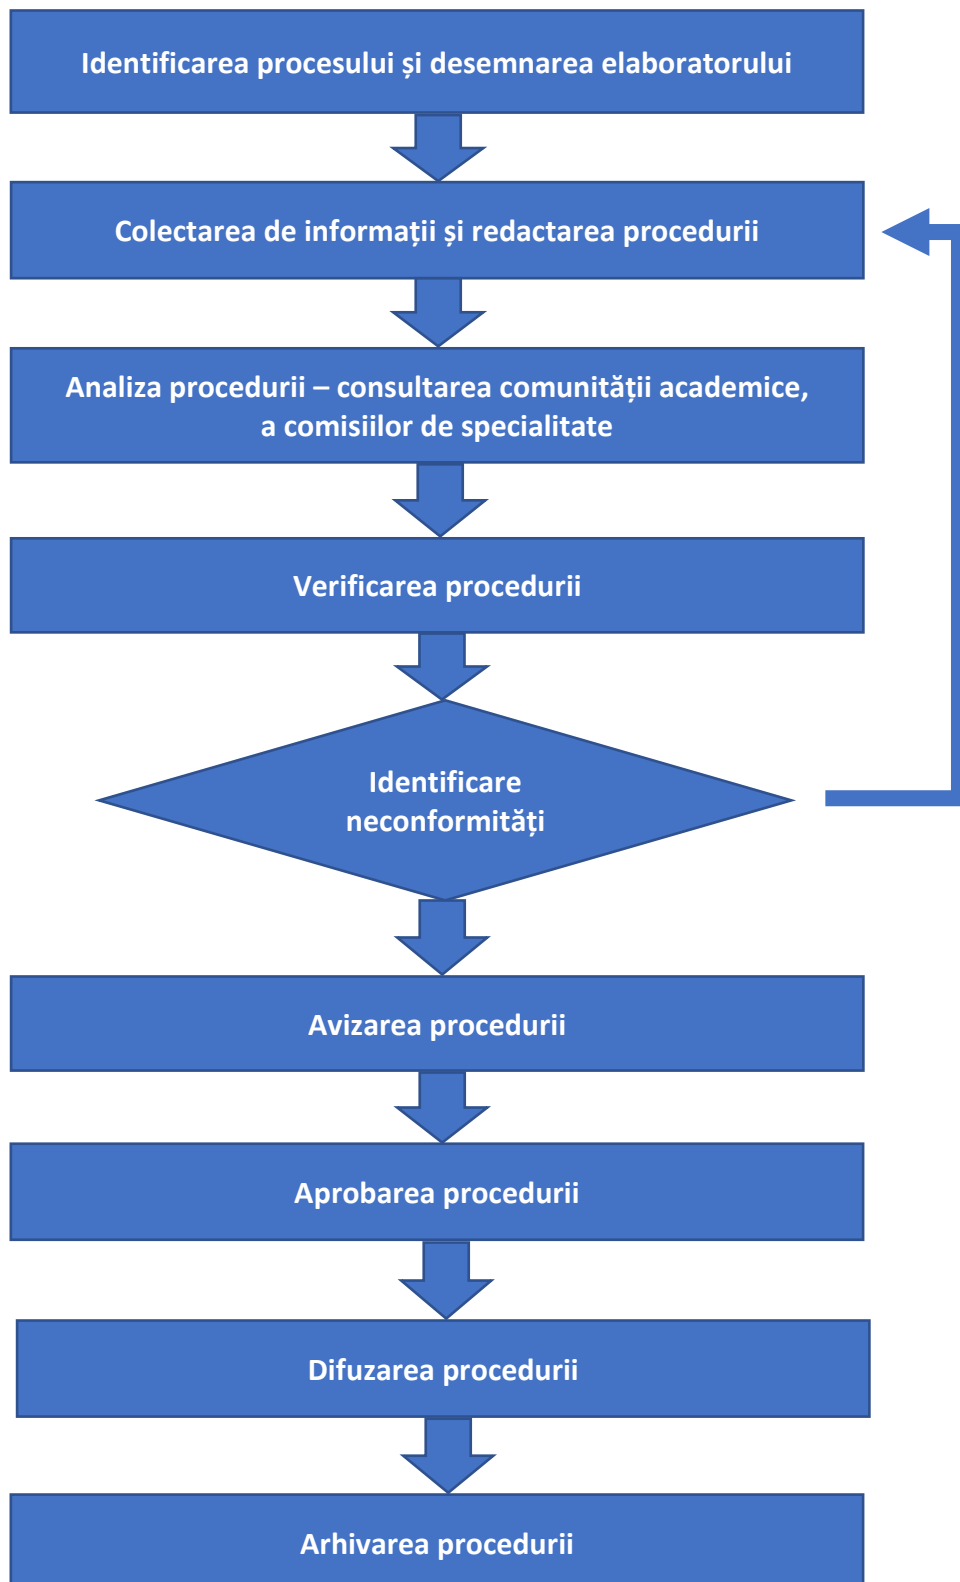 Identificarea procesului și desemnarea elaboratorului
Colectarea de informații și redactarea procedurii
Analiza procedurii – consultarea comunității academice,
a comisiilor de specialitate
Verificarea procedurii
Identificare
neconformități
Avizarea procedurii
Aprobarea procedurii
Difuzarea procedurii
Arhivarea procedurii